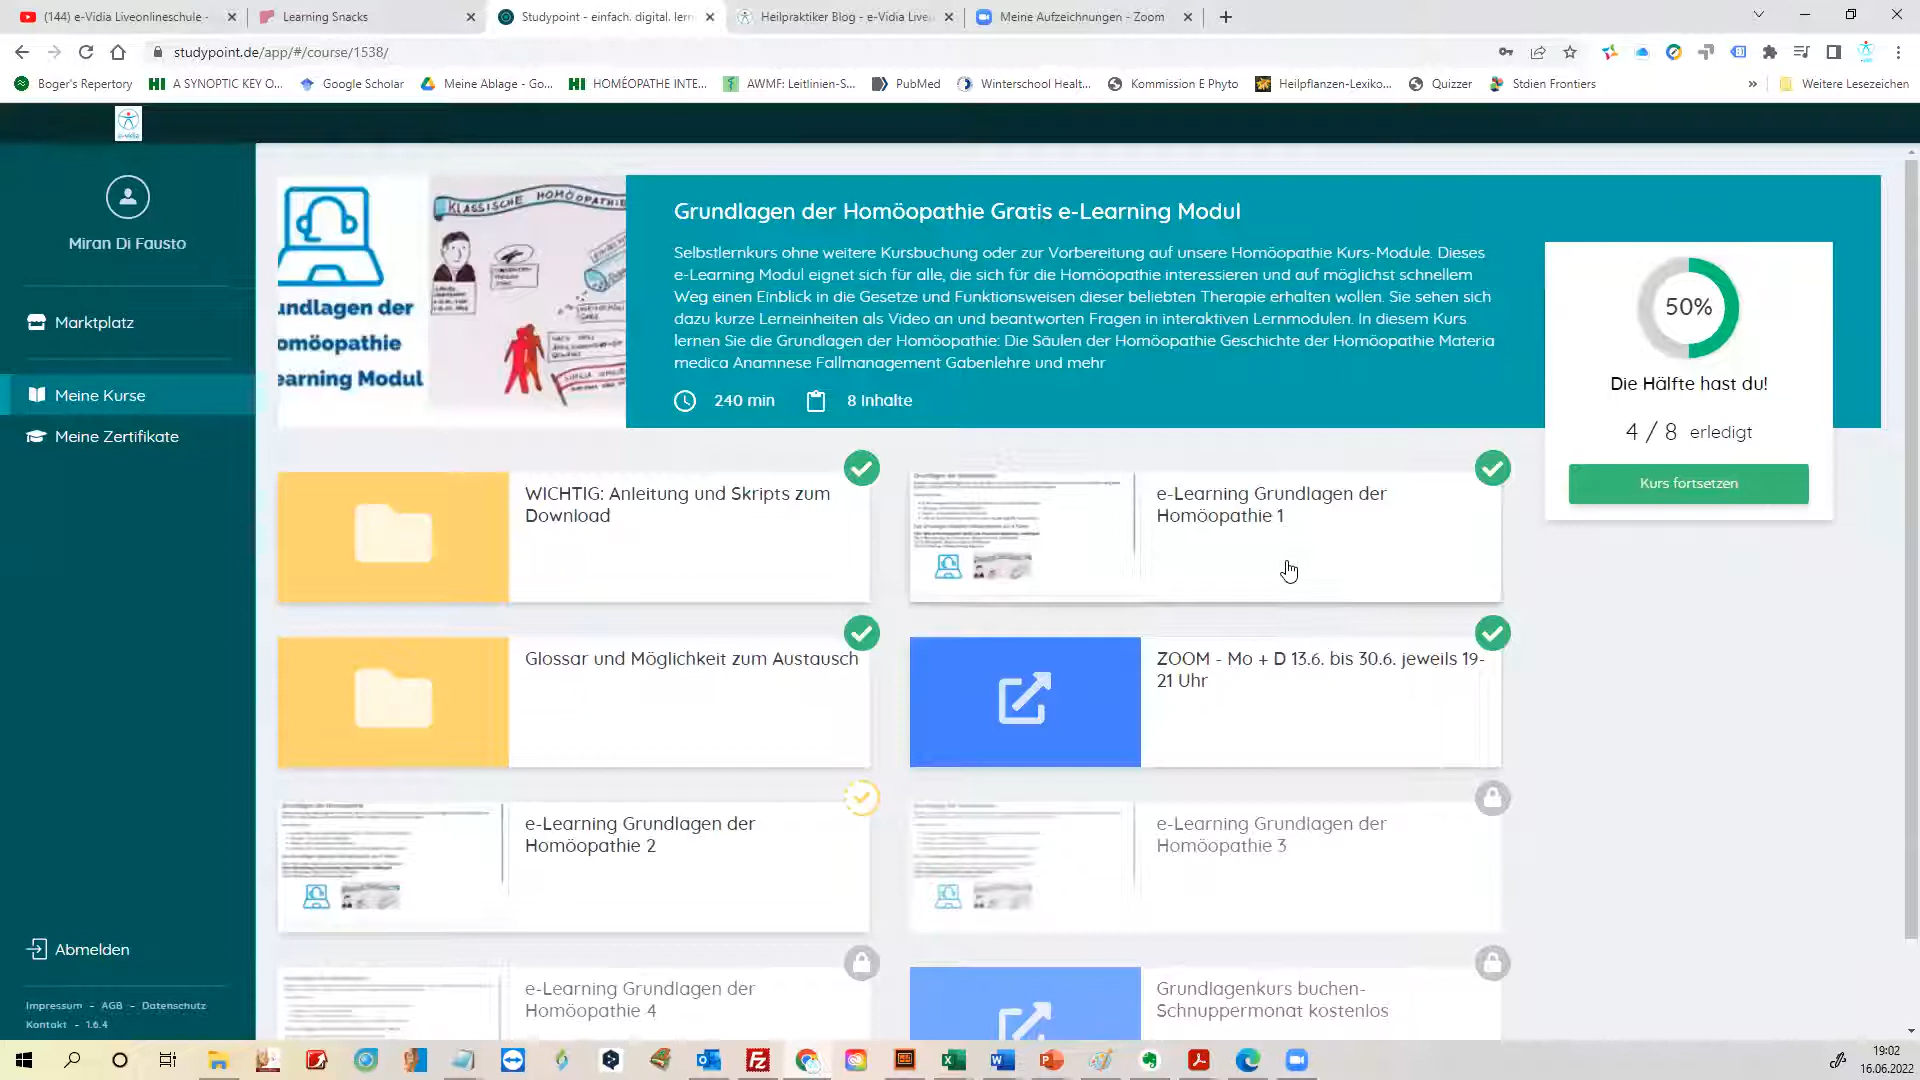 (144) e-Vidia Liveonlineschule -
Learning Snacks
Studypoint - einfach. digital. lern
Heilpraktiker Blog - e-Vidia Live
Meine Aufzeichnungen - Zoom
studypoint.de/app/#/course/1538/
Boger's Repertory
A SYNOPTIC KEY O...
Google Scholar
Meine Ablage - Go...
HOMÉOPATHE INTE...
AWMF: Leitlinien-S...
PubMed
Winterschool Healt...
Kommission E Phyto
Heilpflanzen-Lexiko...
Quizzer
Stdien Frontiers
»
Weitere Lesezeichen
e-vidia
Miran Di Fausto
Marktplatz
Meine Kurse
Meine Zertifikate
Abmelden
Impressum - AGB - Datenschutz
Kontakt - 1.6.4
KLASSISCHE HOMÖOPATHIE
undlagen der
omöopathie
earning Modul
Grundlagen der Homöopathie Gratis e-Learning Modul
Selbstlernkurs ohne weitere Kursbuchung oder zur Vorbereitung auf unsere Homöopathie Kurs-Module. Dieses
e-Learning Modul eignet sich für alle, die sich für die Homöopathie interessieren und auf möglichst schnellem
Weg einen Einblick in die Gesetze und Funktionsweisen dieser beliebten Therapie erhalten wollen. Sie sehen sich
dazu kurze Lerneinheiten als Video an und beantworten Fragen in interaktiven Lernmodulen. In diesem Kurs
lernen Sie die Grundlagen der Homöopathie: Die Säulen der Homöopathie Geschichte der Homöopathie Materia
medica Anamnese Fallmanagement Gabenlehre und mehr
240 min
8 Inhalte
50%
Die Hälfte hast du!
4 / 8 erledigt
Kurs fortsetzen
WICHTIG: Anleitung und Skripts zum
Download
e-Learning Grundlagen der
Homöopathie 1
Glossar und Möglichkeit zum Austausch
ZOOM - Mo + D 13.6. bis 30.6. jeweils 19-
21 Uhr
e-Learning Grundlagen der
Homöopathie 2
e-Learning Grundlagen der
Homöopathie 3
e-Learning Grundlagen der
Homöopathie 4
Grundlagenkurs buchen-
Schnuppermonat kostenlos
19:02
16.06.2022